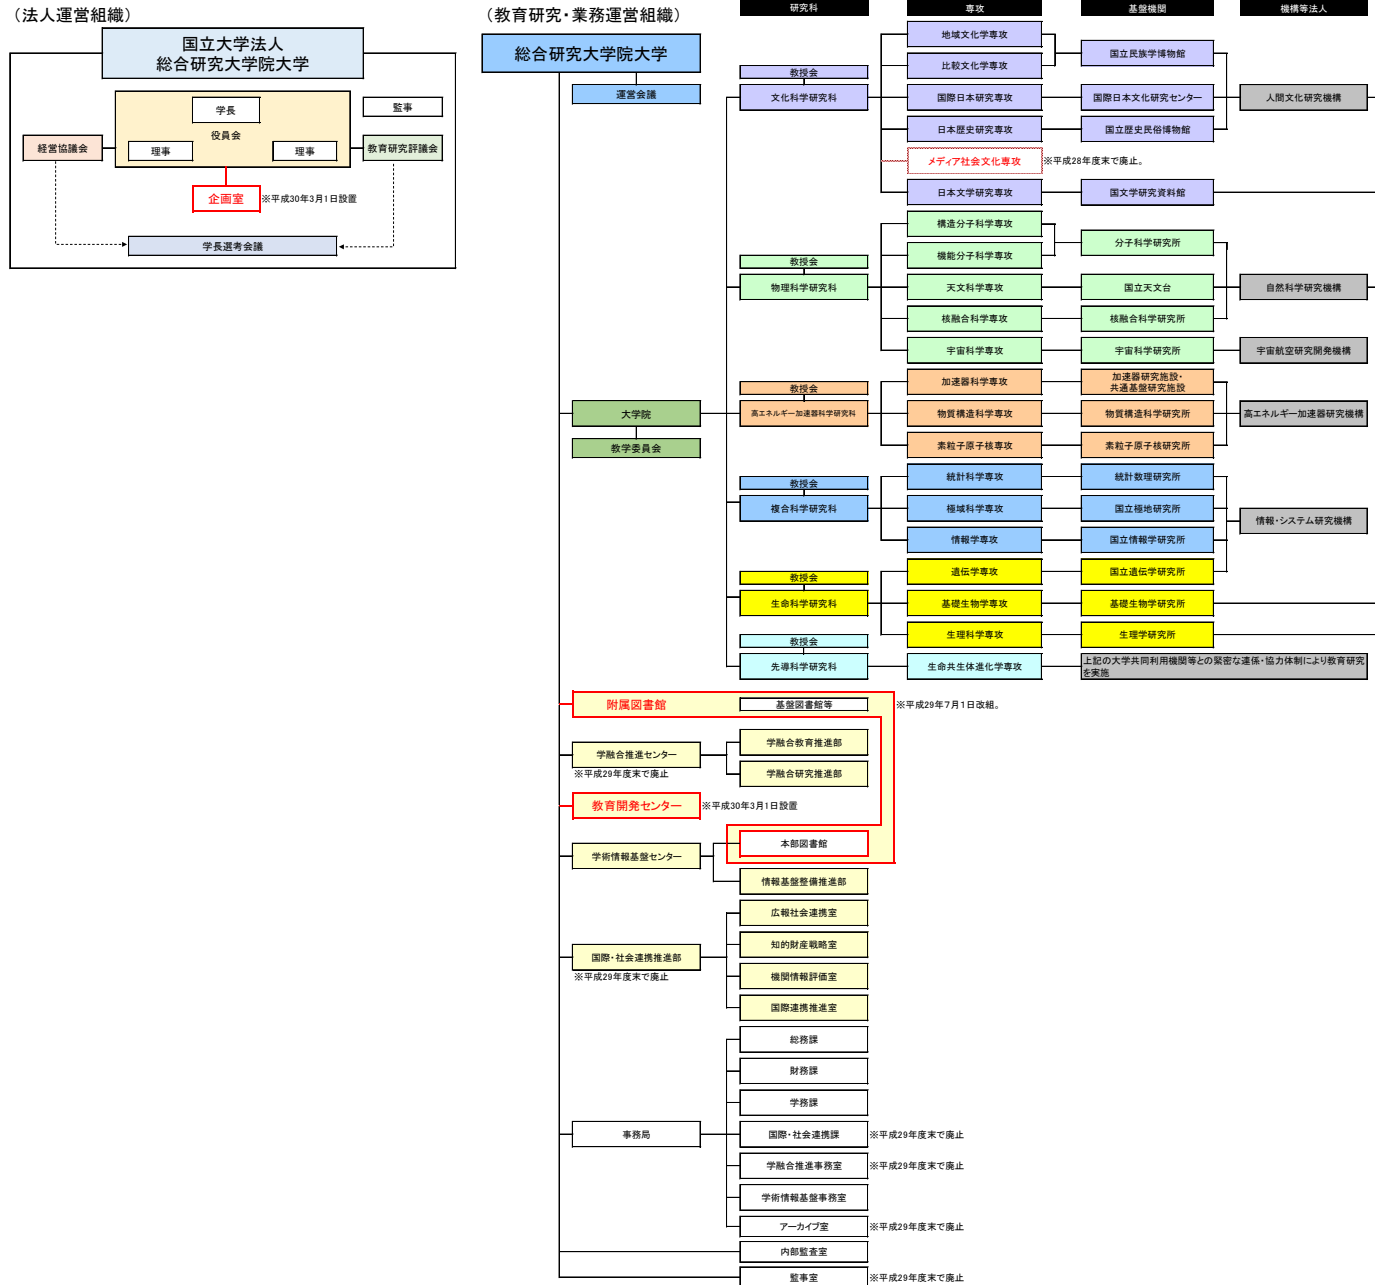 （法人運営組織）
国立大学法人
総合研究大学院大学
学長
監事
役員会
経営協議会
理事
理事
教育研究評議会
企画室
※平成30年3月1日設置
学長選考会議
（教育研究・業務運営組織）
総合研究大学院大学
運営会議
研究科
専攻
基盤機関
機構等法人
教授会
文化科学研究科
地域文化学専攻
比較文化学専攻
国立民族学博物館
国際日本研究専攻
国際日本文化研究センター
人間文化研究機構
日本歴史研究専攻
国立歴史民俗博物館
メディア社会文化専攻
※平成28年度末で廃止。
日本文学研究専攻
国文学研究資料館
教授会
物理科学研究科
構造分子科学専攻
機能分子科学専攻
分子科学研究所
天文科学専攻
国立天文台
自然科学研究機構
核融合科学専攻
核融合科学研究所
宇宙科学専攻
宇宙科学研究所
宇宙航空研究開発機構
大学院
教学委員会
教授会
高エネルギー加速器科学研究科
加速器科学専攻
加速器研究施設・
共通基盤研究施設
物質構造科学専攻
物質構造科学研究所
高エネルギー加速器研究機構
素粒子原子核専攻
素粒子原子核研究所
教授会
複合科学研究科
統計科学専攻
統計数理研究所
極域科学専攻
国立極地研究所
情報・システム研究機構
情報学専攻
国立情報学研究所
教授会
生命科学研究科
遺伝学専攻
国立遺伝学研究所
基礎生物学専攻
基礎生物学研究所
生理科学専攻
生理学研究所
教授会
先導科学研究科
生命共生体進化学専攻
上記の大学共同利用機関等との緊密な連係・協力体制により教育研究
を実施
附属図書館
基盤図書館等
※平成29年7月1日改組。
学融合推進センター
※平成29年度末で廃止
学融合教育推進部
学融合研究推進部
教育開発センター
※平成30年3月1日設置
学術情報基盤センター
本部図書館
情報基盤整備推進部
国際・社会連携推進部
※平成29年度末で廃止
広報社会連携室
知的財産戦略室
機関情報評価室
国際連携推進室
事務局
総務課
財務課
学務課
国際・社会連携課
※平成29年度末で廃止
学融合推進事務室
※平成29年度末で廃止
学術情報基盤事務室
アーカイブ室
※平成29年度末で廃止
内部監査室
監事室
※平成29年度末で廃止